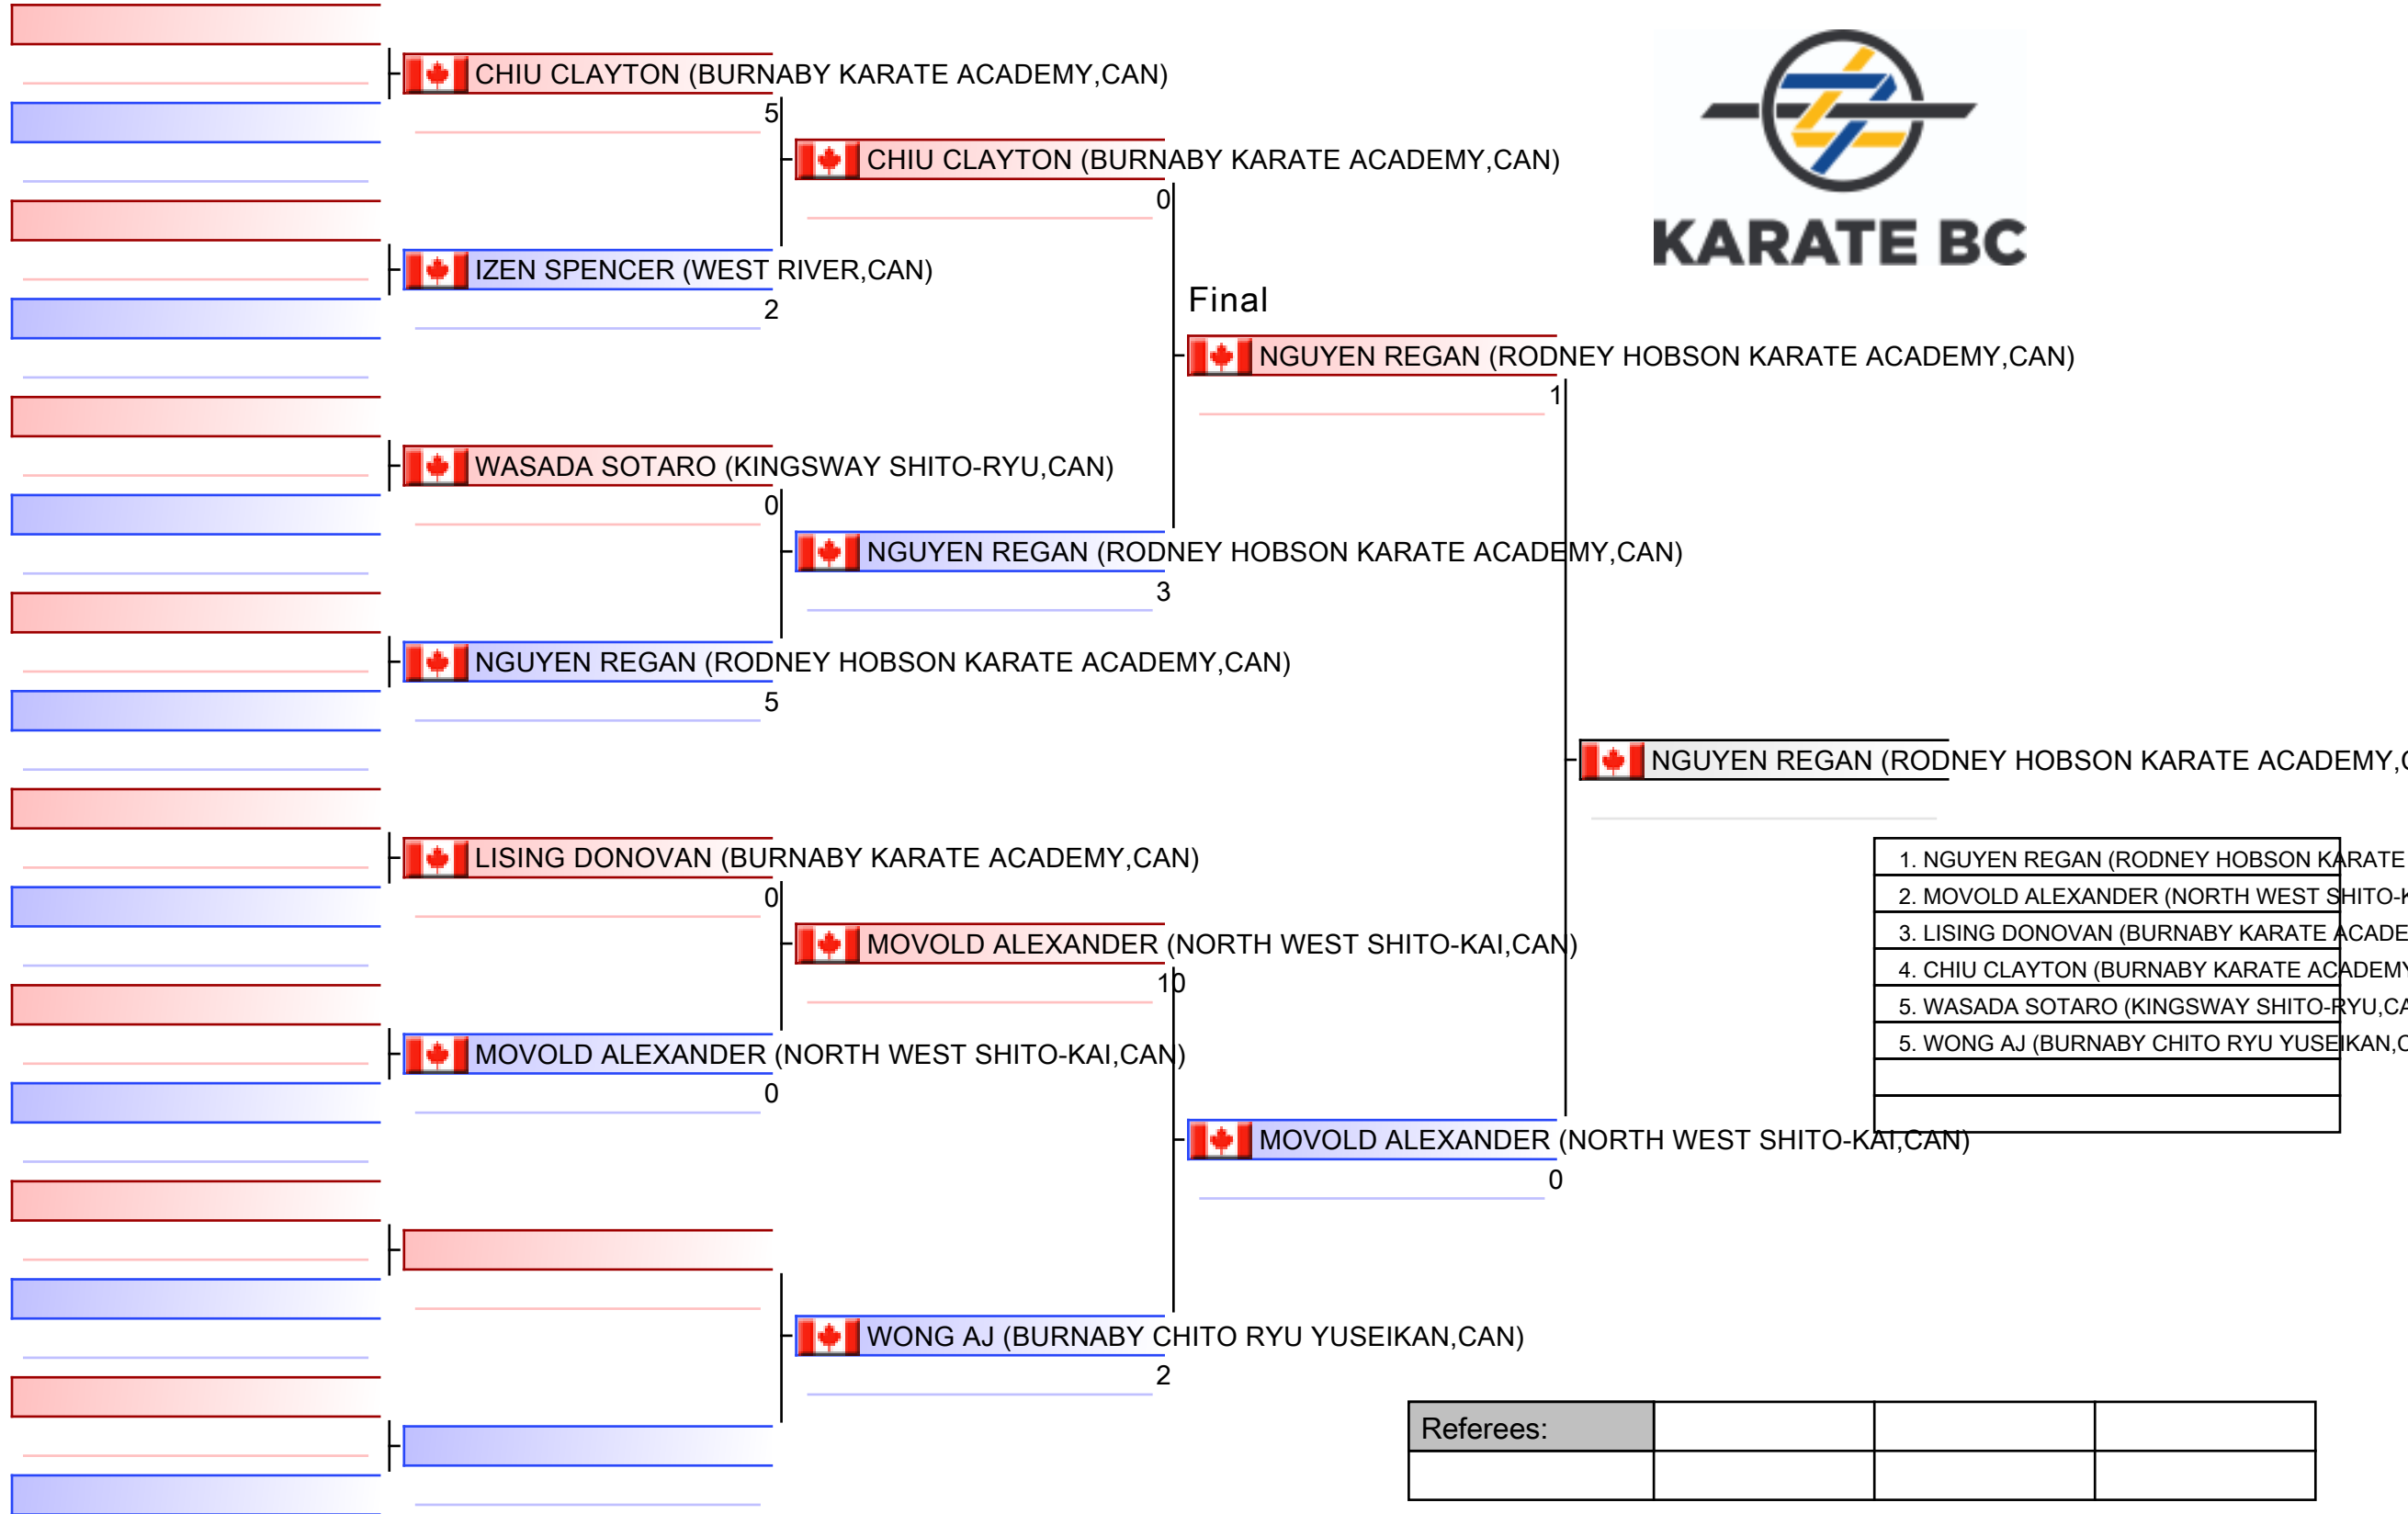 CHIU CLAYTON (BURNABY KARATE ACADEMY,CAN)
5
CHIU CLAYTON (BURNABY KARATE ACADEMY,CAN)
0
KARATE BC
IZEN SPENCER (WEST RIVER,CAN)
2
Final
NGUYEN REGAN (RODNEY HOBSON KARATE ACADEMY,CAN)
1
WASADA SOTARO (KINGSWAY SHITO-RYU,CAN)
0
NGUYEN REGAN (RODNEY HOBSON KARATE ACADEMY,CAN)
3
NGUYEN REGAN (RODNEY HOBSON KARATE ACADEMY,CAN)
5
NGUYEN REGAN (RODNEY HOBSON KARATE ACADEMY,
LISING DONOVAN (BURNABY KARATE ACADEMY,CAN)
0
1. NGUYEN REGAN (RODNEY HOBSON KARATE
2. MOVOLD ALEXANDER (NORTH WEST SHITO-K
3. LISING DONOVAN (BURNABY KARATE ACADE
4. CHIU CLAYTON (BURNABY KARATE ACADEMY
5. WASADA SOTARO (KINGSWAY SHITO-RYU,CA
5. WONG AJ (BURNABY CHITO RYU YUSEIKAN,C
MOVOLD ALEXANDER (NORTH WEST SHITO-KAI,CAN)
10
MOVOLD ALEXANDER (NORTH WEST SHITO-KAI,CAN)
0
MOVOLD ALEXANDER (NORTH WEST SHITO-KAI,CAN)
0
WONG AJ (BURNABY CHITO RYU YUSEIKAN,CAN)
2
Referees: